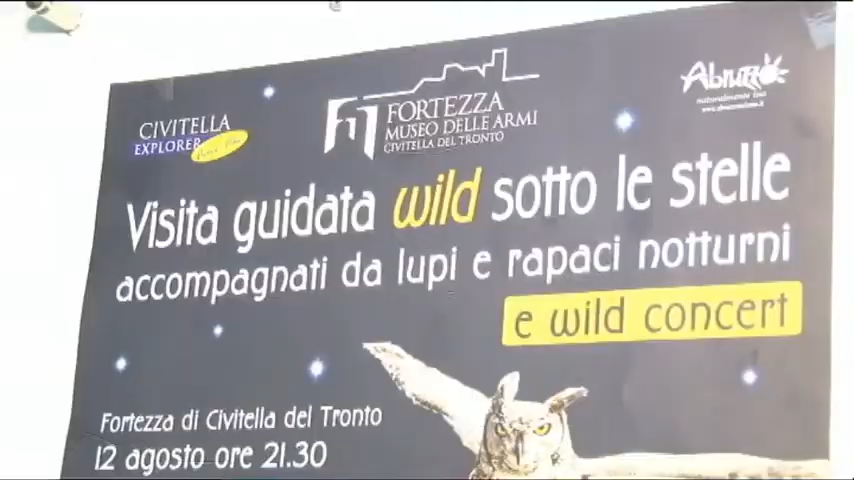 CIVITELLA
EXPLORER
FORTEZZA
MUSEO DELLE ARMI
CIVITELLA DEL TRONTO
Abruzzo
Visita guidata wild sotto le stelle
accompagnati da lupi e rapaci notturni
e wild concert
Fortezza di Civitella del Tronto
12 agosto ore 21.30